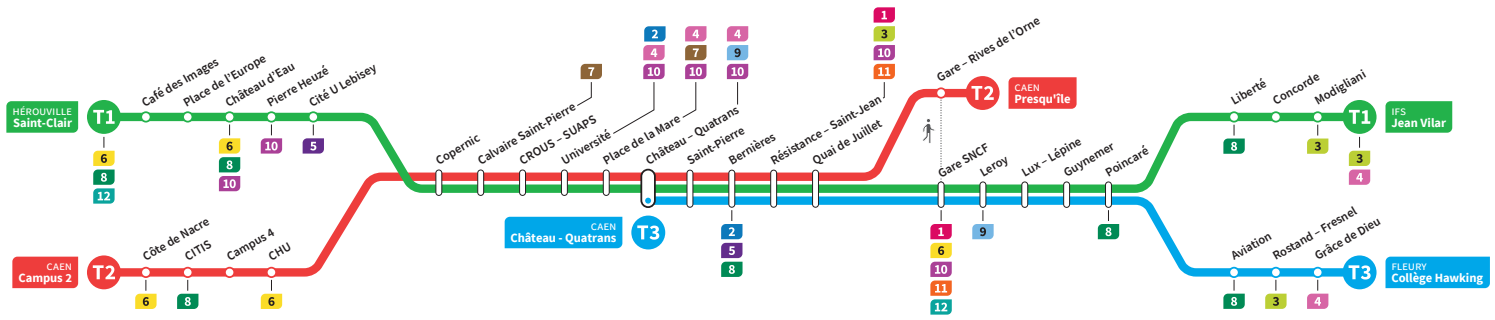 HÉROUVILLE
Saint-Clair
T1
6
8
12
Café des Images
Place de l'Europe
Château d'Eau
6
8
10
Pierre Heuzé
10
Cité U Lebisey
5
CAEN
Campus 2
T2
Côte de Nacre
6
CITIS
8
Campus 4
CHU
6
Copernic
Calvaire Saint-Pierre
7
CROUS – SUAPS
Université
2
4
10
Place de la Mare
4
7
10
Château – Quatrans
4
9
10
CAEN
Château - Quatrans
T3
Saint-Pierre
Bernières
2
5
8
Résistance – Saint-Jean
1
3
10
11
Quai de Juillet
Gare – Rives de l'Orne
T2
CAEN
Presqu'île
Gare SNCF
1
6
10
11
12
Leroy
9
Lux – Lépine
Guynemer
Poincaré
8
Liberté
8
Concorde
Modigliani
3
T1
3
4
IFS
Jean Vilar
Aviation
8
Rostand – Fresnel
3
Grâce de Dieu
4
T3
FLEURY
Collège Hawking